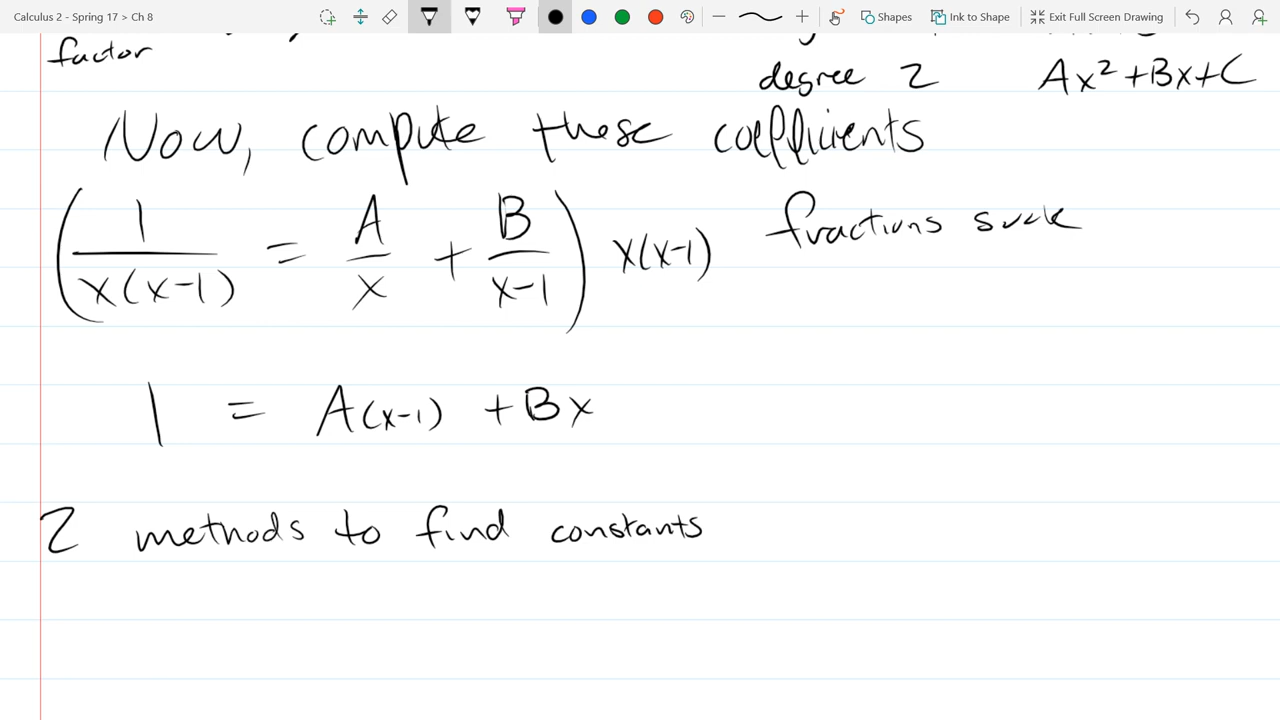 Calculus 2 - Spring 17 > Ch 8
Shapes
Ink to Shape
Exit Full Screen Drawing
factor
degree 2 Ax²+Bx+C
Now, compute these coefficients
(1/(x(x-1)) = A/x + B/(x-1)) x(x-1) fractions suck
1 = A(x-1) +Bx
2 methods to find constants